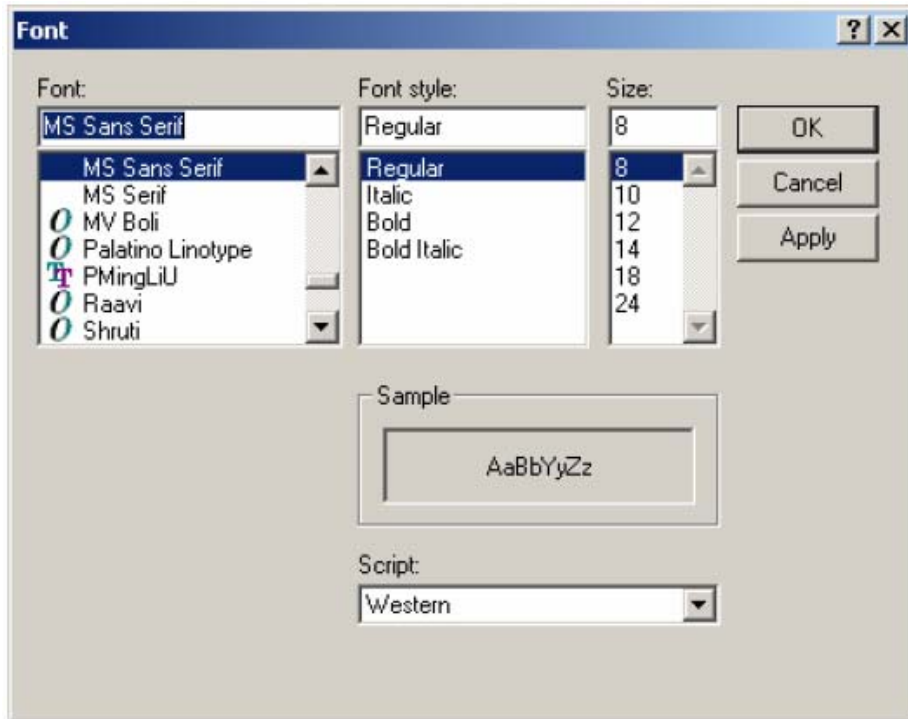 Font
Font: Font style: Size:
MS Sans Serif Regular 8 OK
MS Sans Serif Regular 8
MS Serif Italic 10 Cancel
MV Boli Bold 12
Palatino Linotype Bold Italic 14 Apply
PMingLiU 18
Raavi 24
Shruti
Sample
AaBbYyZz
Script:
Western